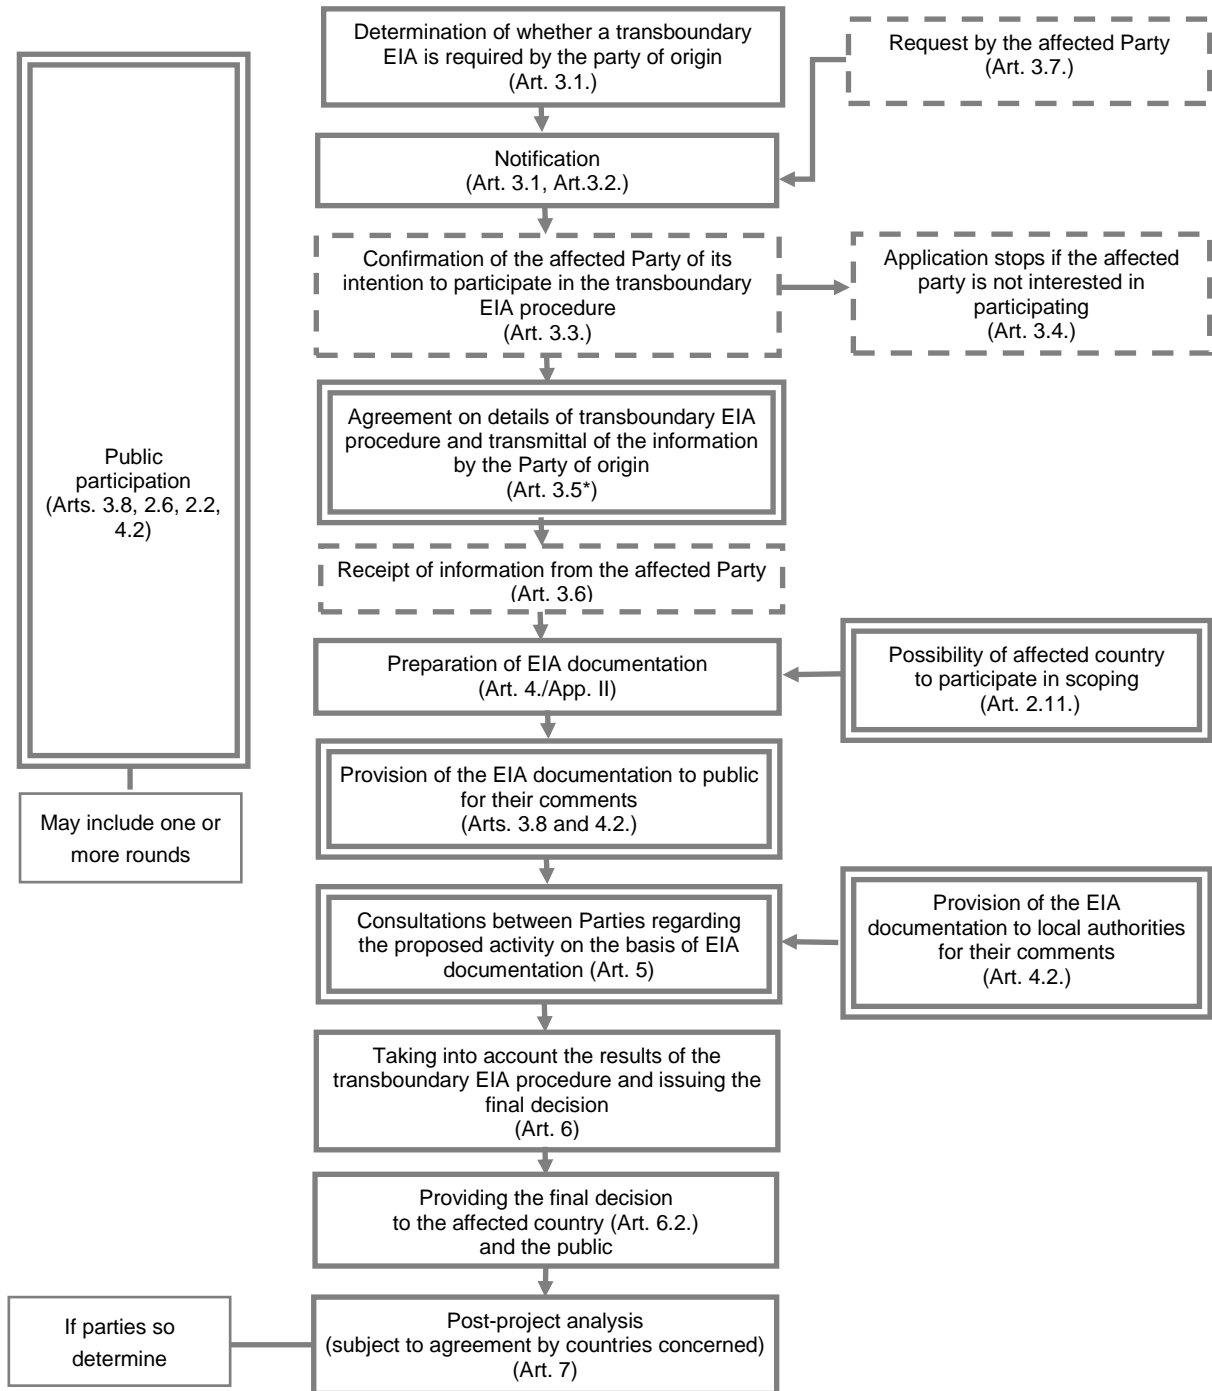 Determination of whether a transboundary
EIA is required by the party of origin
(Art. 3.1.)
Request by the affected Party
(Art. 3.7.)
Notification
(Art. 3.1, Art.3.2.)
Confirmation of the affected Party of its
intention to participate in the transboundary
EIA procedure
(Art. 3.3.)
Application stops if the affected
party is not interested in
participating
(Art. 3.4.)
Agreement on details of transboundary EIA
procedure and transmittal of the information
by the Party of origin
(Art. 3.5*)
Public
participation
(Arts. 3.8, 2.6, 2.2,
4.2)
Receipt of information from the affected Party
(Art. 3.6)
Preparation of EIA documentation
(Art. 4./App. II)
Possibility of affected country
to participate in scoping
(Art. 2.11.)
Provision of the EIA documentation to public
for their comments
(Arts. 3.8 and 4.2.)
May include one or
more rounds
Consultations between Parties regarding
the proposed activity on the basis of EIA
documentation (Art. 5)
Provision of the EIA
documentation to local authorities
for their comments
(Art. 4.2.)
Taking into account the results of the
transboundary EIA procedure and issuing the
final decision
(Art. 6)
Providing the final decision
to the affected country (Art. 6.2.)
and the public
If parties so
determine
Post-project analysis
(subject to agreement by countries concerned)
(Art. 7)